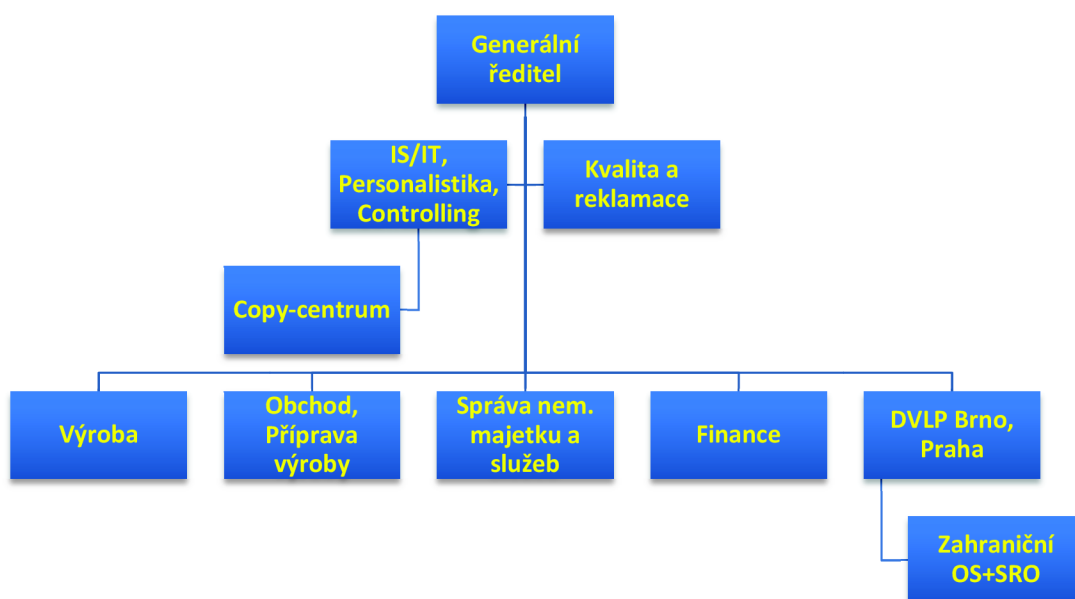 Generální
ředitel
IS/IT,
Personalistika,
Controlling
Kvalita a
reklamace
Copy-centrum
Výroba
Obchod,
Příprava
výroby
Správa nem.
majetku a
služeb
Finance
DVLP Brno,
Praha
Zahraniční
OS+SRO